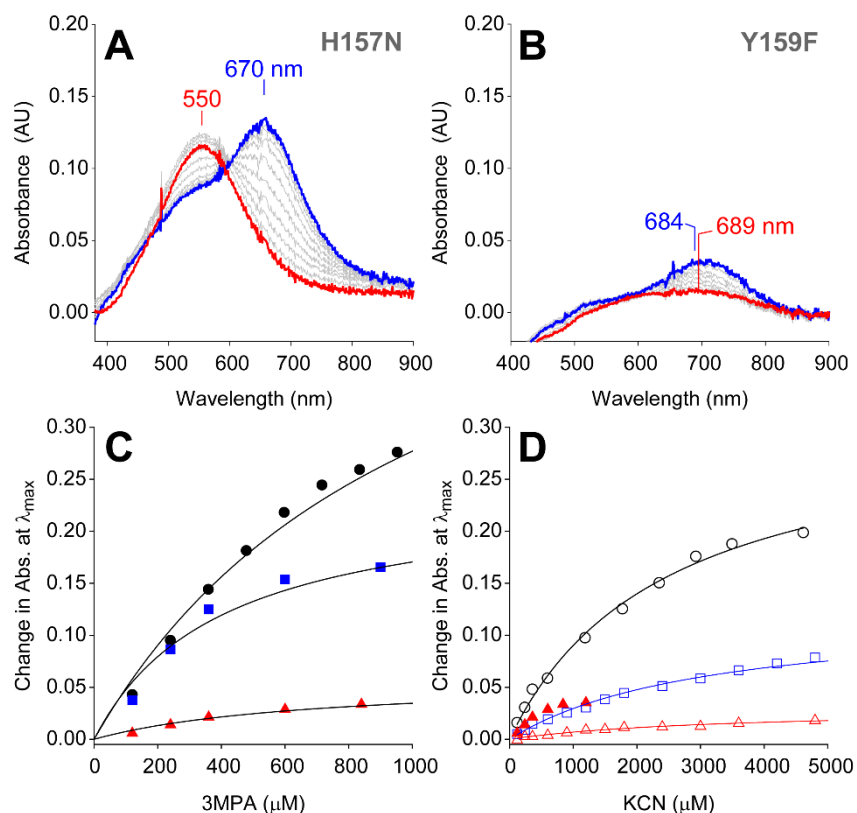 A
H157N
670 nm
550
0.20
0.15
0.10
0.05
0.00
Absorbance (AU)
400 500 600 700 800 900
Wavelength (nm)
B
Y159F
684
689 nm
0.20
0.15
0.10
0.05
0.00
Absorbance (AU)
400 500 600 700 800 900
Wavelength (nm)
C
0.30
0.25
0.20
0.15
0.10
0.05
0.00
Change in Abs. at λmax
0 200 400 600 800 1000
3MPA (μM)
D
0.30
0.25
0.20
0.15
0.10
0.05
0.00
Change in Abs. at λmax
0 1000 2000 3000 4000 5000
KCN (μM)